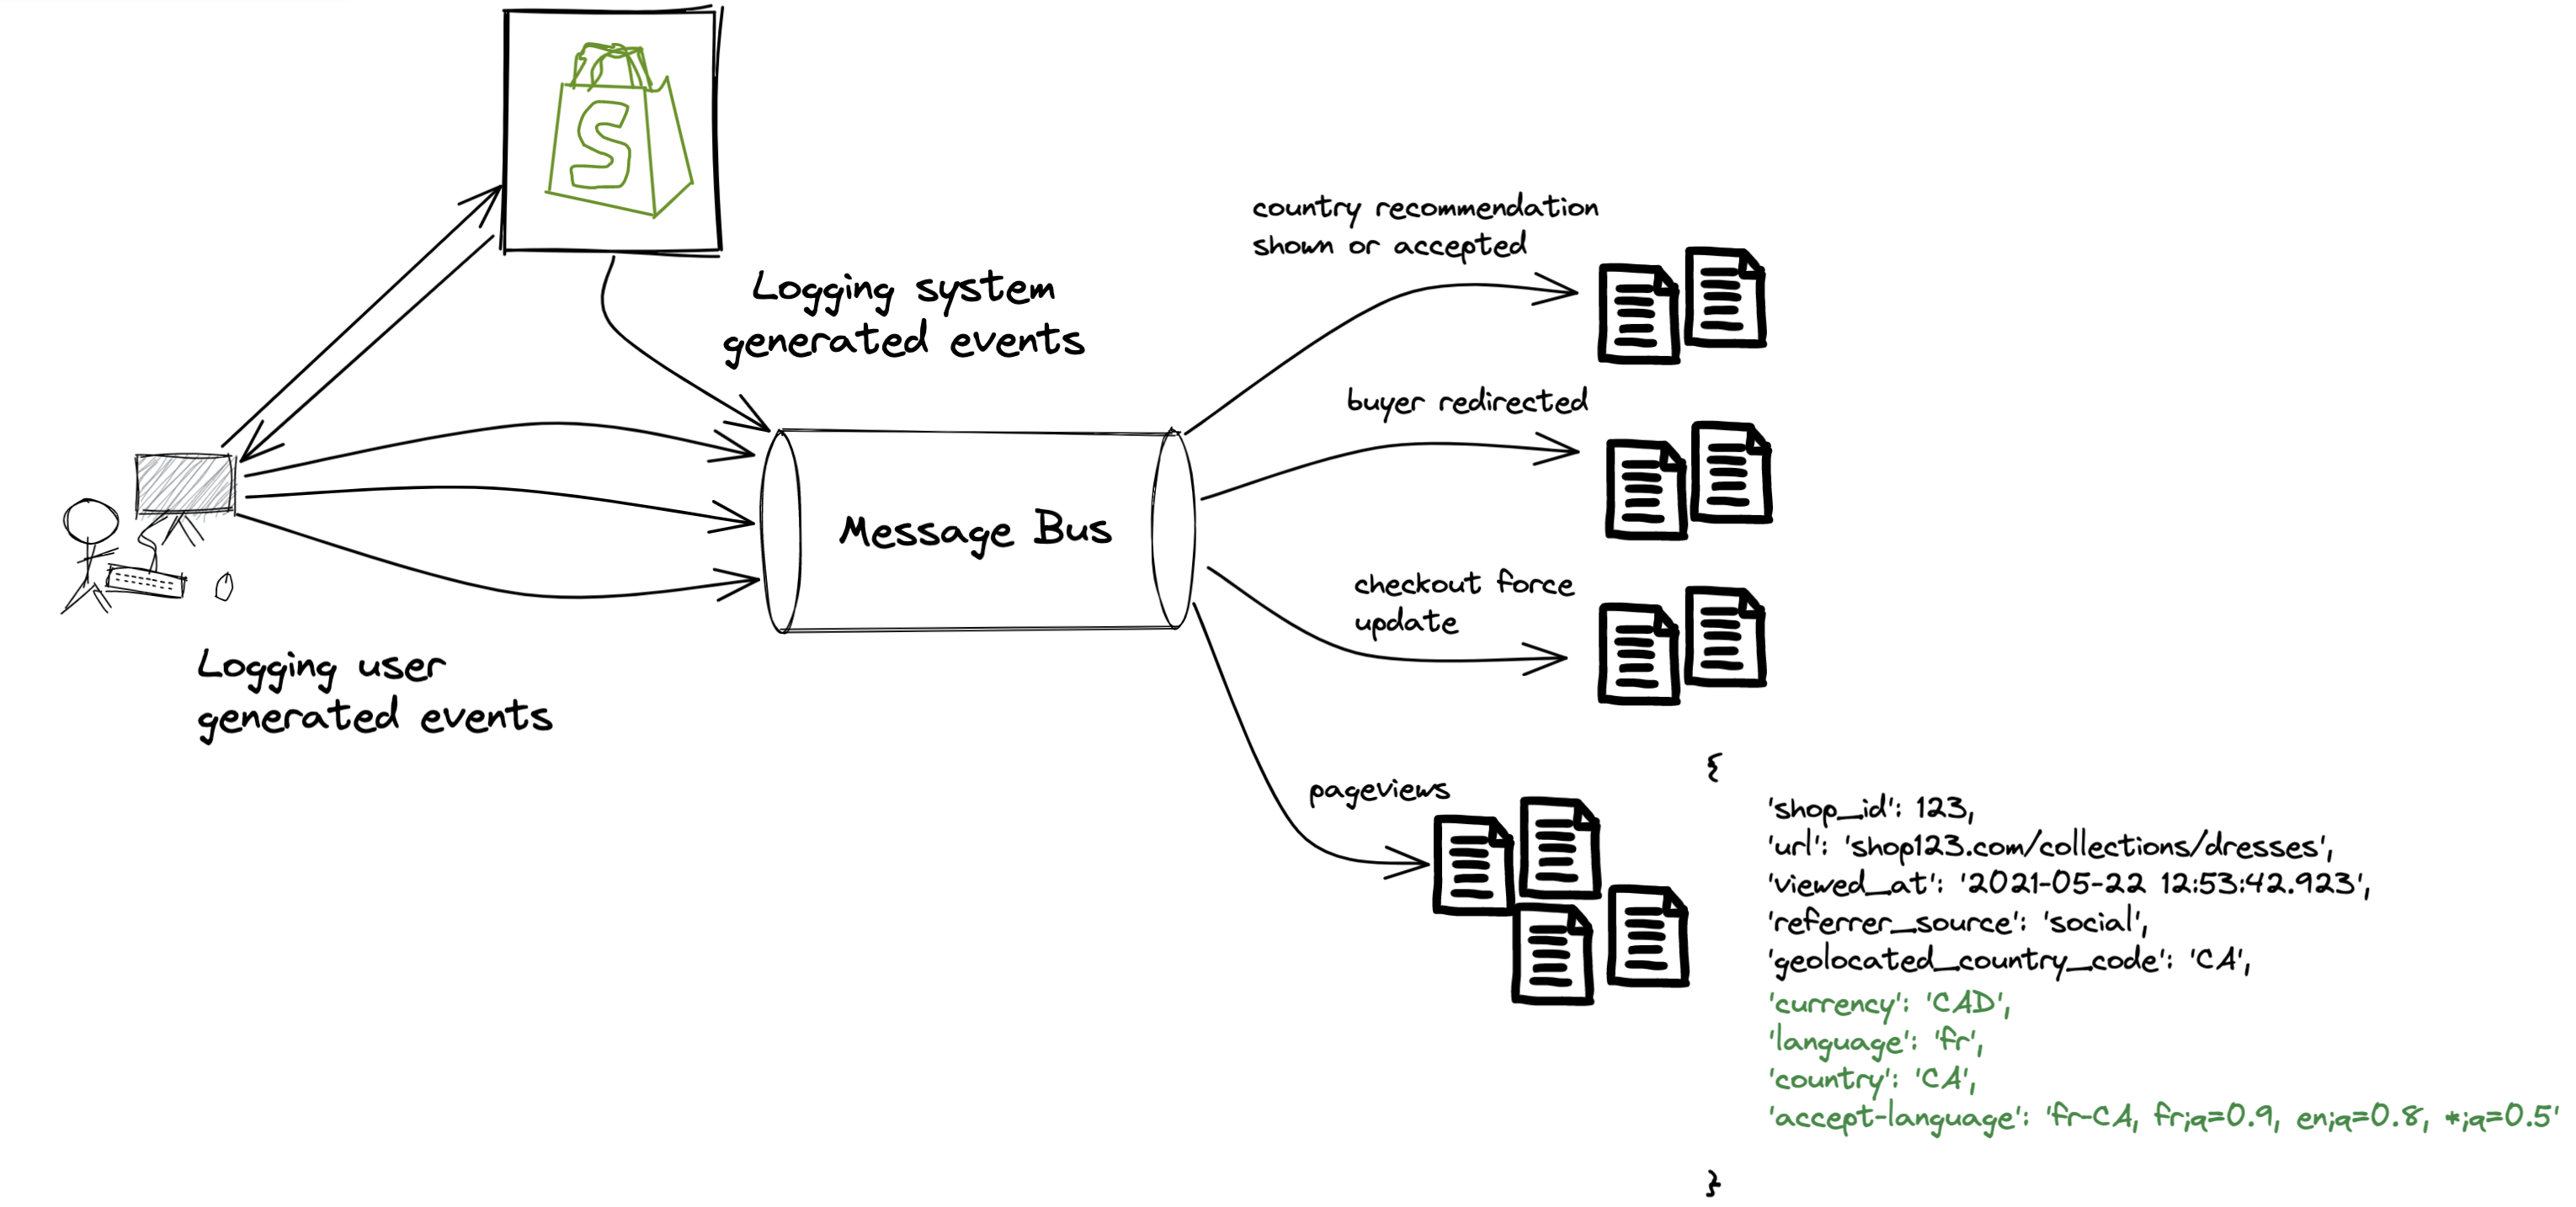 S
Logging system
generated events
country recommendation
shown or accepted
buyer redirected
Message Bus
checkout force
update
Logging user
generated events
pageviews
{
'shop_id': 123,
'url': 'shop123.com/collections/dresses',
'viewed_at': '2021-05-22 12:53:42.923',
'referrer_source': 'social',
'geolocated_country_code': 'CA',
'currency': 'CAD',
'language': 'fr',
'country': 'CA',
'accept-language': 'fr-CA, fr;q=0.9, en;q=0.8, *;q=0.5'
}